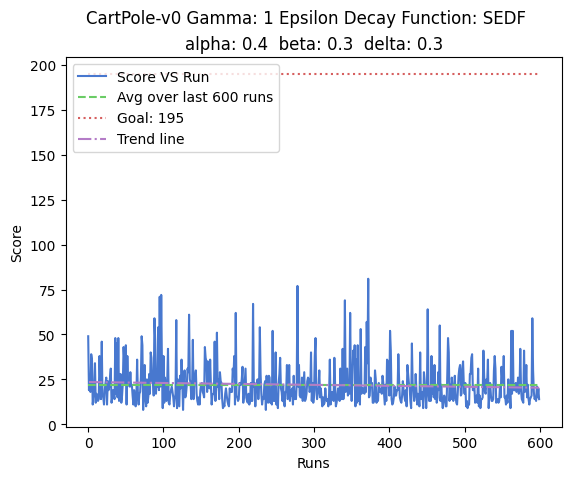 CartPole-v0 Gamma: 1 Epsilon Decay Function: SEDF
alpha: 0.4  beta: 0.3  delta: 0.3
Score VS Run
Avg over last 600 runs
Goal: 195
Trend line
200
175
150
125
100
75
50
25
0
Score
0
100
200
300
400
500
600
Runs